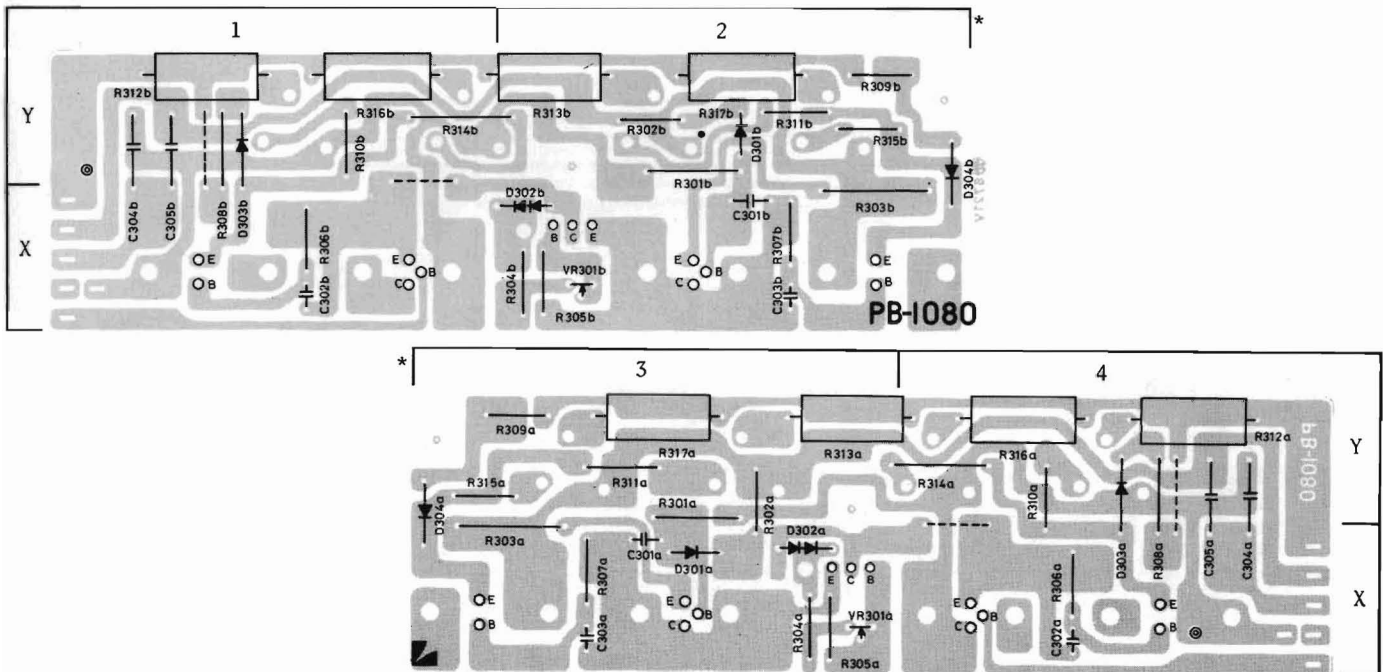 1 2 *
Y
X
R312b R316b R313b R317b R309b
R314b R302b R311b R315b
R310b D301b D304b
R301b
D302b R303b
C304b C305b R308b D303b R306b C301b R307b
B C E
E E B E E
B C B C B B
R304b VR301b
C302b R305b C303b
PB-1080
* 3 4
Y
X
R309a R317a R313a R316a R312a
R315a R311a R314a
D304a R301a R302a R310a
R303a D302a
C301a D301a D303a R308a C305a C304a
R307a E C B R306a
E E B E B E
B C C B
C303a R304a VR301a C302a
R305a
PB-1080